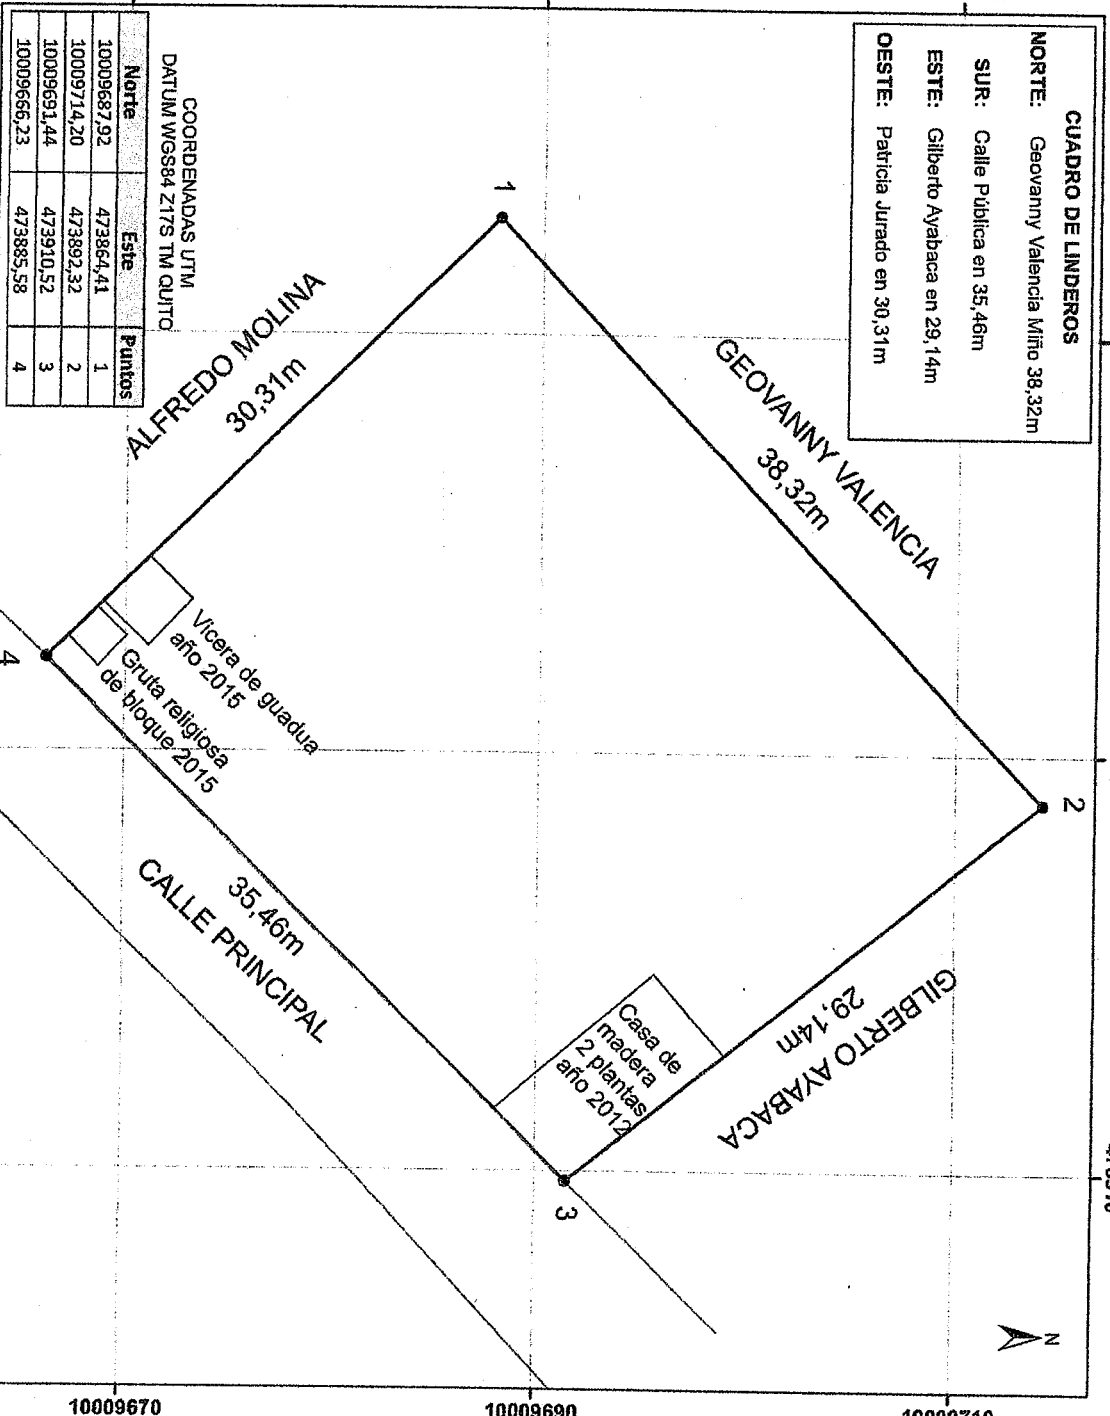 CUADRO DE LINDEROS
NORTE: Geovanny Valencia Miño 38,32m
SUR: Calle Pública en 35,46m
ESTE: Gilberto Ayabaca en 29,14m
OESTE: Patricia Jurado en 30,31m
N
1
2
3
4
GEOVANNY VALENCIA
38,32m
GILBERTO AYABACA
29,14m
ALFREDO MOLINA
30,31m
35,46m
CALLE PRINCIPAL
Casa de
madera
2 plantas
año 2012
Vicera de guadua
año 2015
Gruta religiosa
de bloque 2015
COORDENADAS UTM
DATUM WGS84 Z17S TM QUITO
Norte Este Puntos
10009687,92 473864,41 1
10009714,20 473892,32 2
10009691,44 473910,52 3
10009666,23 473885,58 4
10009670
10009690
10009710